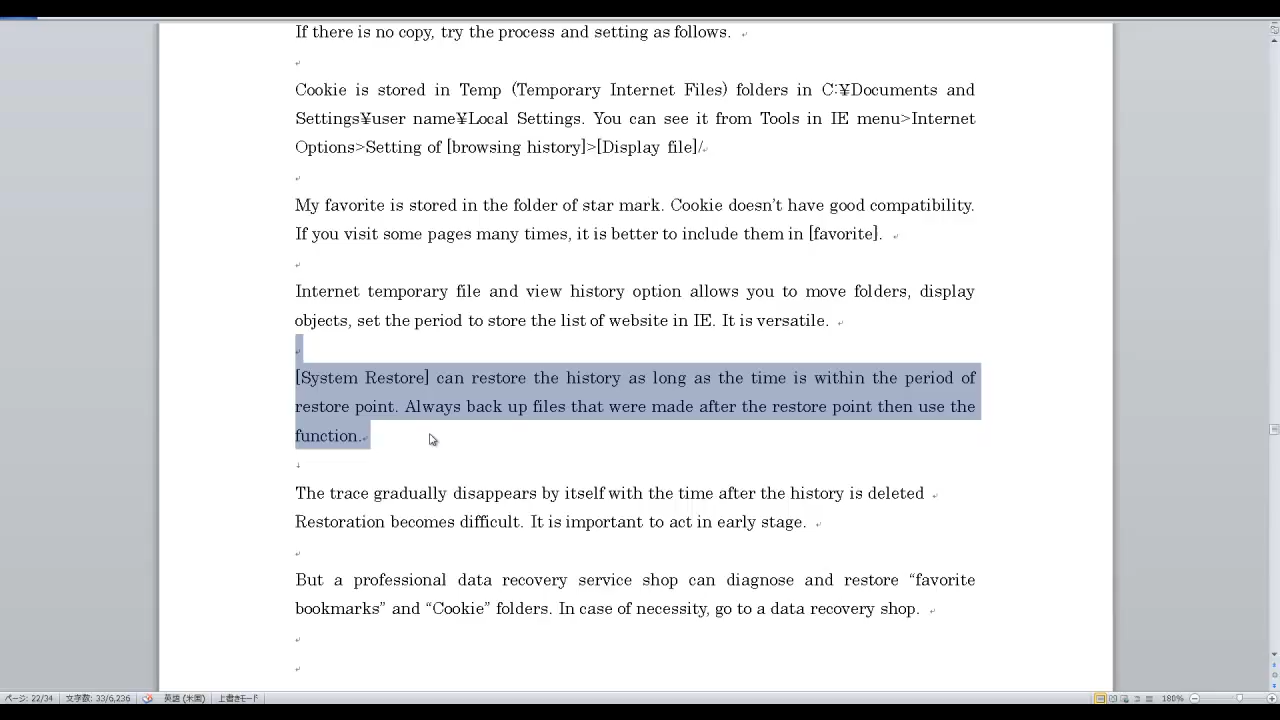 If there is no copy, try the process and setting as follows.
Cookie is stored in Temp (Temporary Internet Files) folders in C:¥Documents and
Settings¥user name¥Local Settings. You can see it from Tools in IE menu>Internet
Options>Setting of [browsing history]>[Display file]/
My favorite is stored in the folder of star mark. Cookie doesn’t have good compatibility.
If you visit some pages many times, it is better to include them in [favorite].
Internet temporary file and view history option allows you to move folders, display
objects, set the period to store the list of website in IE. It is versatile.
[System Restore] can restore the history as long as the time is within the period of
restore point. Always back up files that were made after the restore point then use the
function.
The trace gradually disappears by itself with the time after the history is deleted
Restoration becomes difficult. It is important to act in early stage.
But a professional data recovery service shop can diagnose and restore “favorite
bookmarks” and “Cookie” folders. In case of necessity, go to a data recovery shop.
ページ: 22/34 文字数: 33/6,236 英語 (米国) 上書きモード 180%